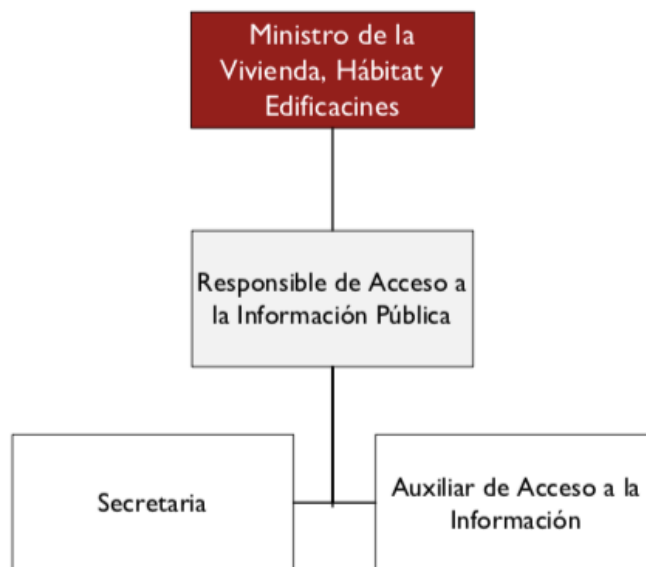 Ministro de la
Vivienda, Hábitat y
Edificacines
Responsible de Acceso a
la Información Pública
Secretaria
Auxiliar de Acceso a la
Información